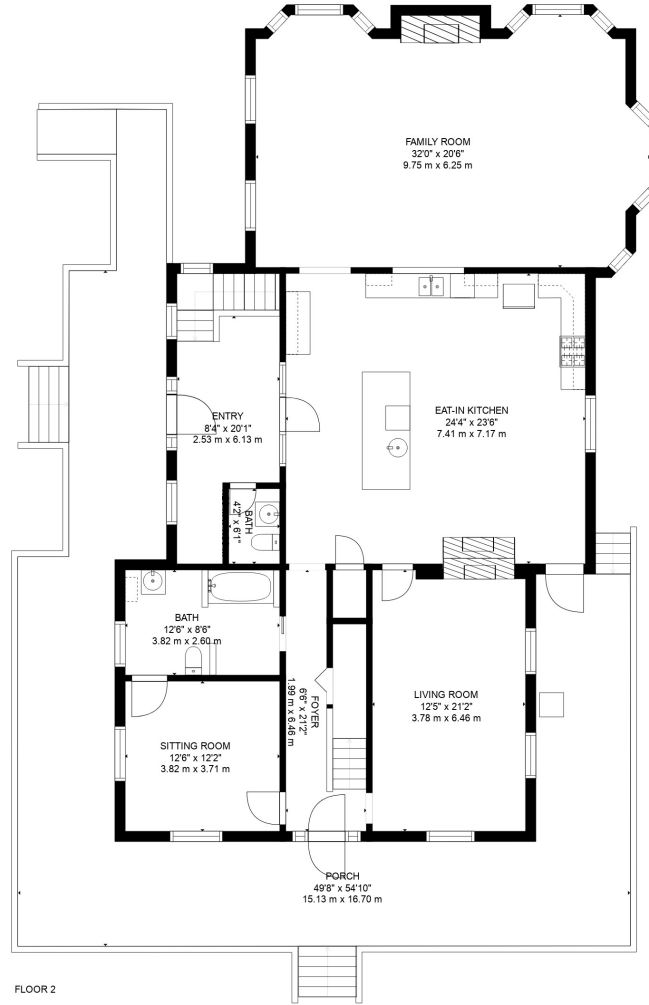 FAMILY ROOM
32'0" x 20'6"
9.75 m x 6.25 m
EAT-IN KITCHEN
24'4" x 23'6"
7.41 m x 7.17 m
ENTRY
8'4" x 20'1"
2.53 m x 6.13 m
BATH
4'2" x 6'1"
BATH
12'6" x 8'6"
3.82 m x 2.60 m
FOYER
6'6" x 21'2"
1.99 m x 6.46 m
LIVING ROOM
12'5" x 21'2"
3.78 m x 6.46 m
SITTING ROOM
12'6" x 12'2"
3.82 m x 3.71 m
PORCH
49'8" x 54'10"
15.13 m x 16.70 m
FLOOR 2